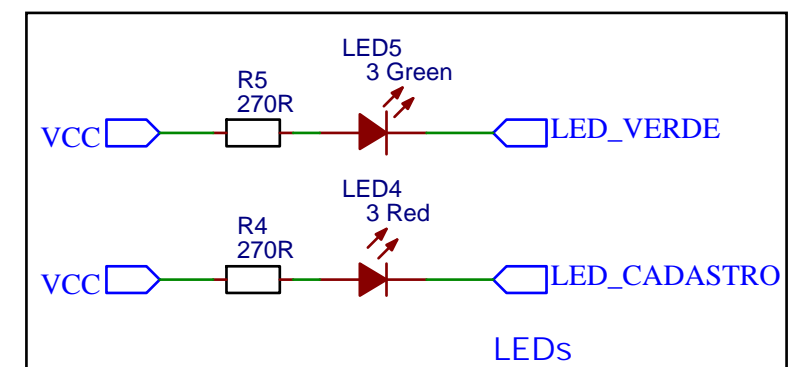 LED5
3 Green
R5
270R
VCC
LED_VERDE
LED4
3 Red
R4
270R
VCC
LED_CADASTRO
LEDs